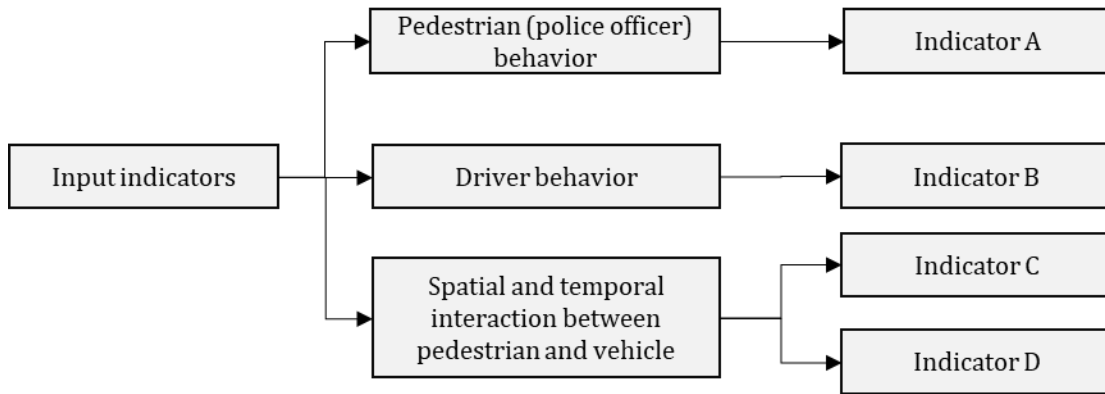 Pedestrian (police officer)
behavior
Indicator A
Input indicators
Driver behavior
Indicator B
Spatial and temporal
interaction between
pedestrian and vehicle
Indicator C
Indicator D